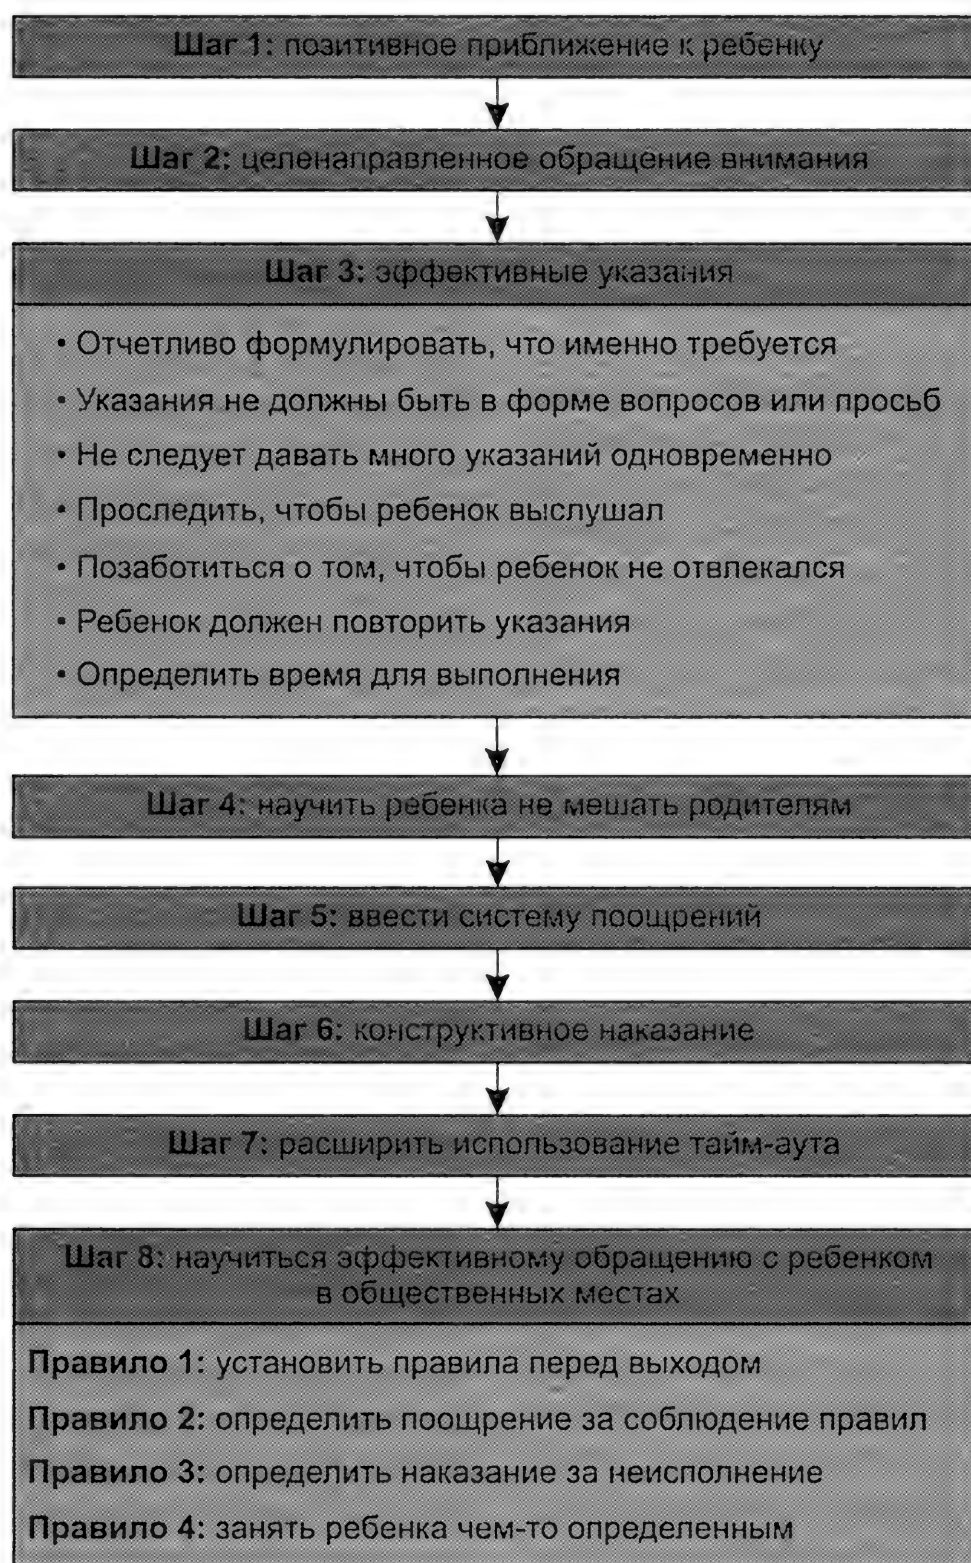 Шаг 1: позитивное приближение к ребенку
Шаг 2: целенаправленное обращение внимания
Шаг 3: эффективные указания
• Отчетливо формулировать, что именно требуется
• Указания не должны быть в форме вопросов или просьб
• Не следует давать много указаний одновременно
• Проследить, чтобы ребенок выслушал
• Позаботиться о том, чтобы ребенок не отвлекался
• Ребенок должен повторить указания
• Определить время для выполнения
Шаг 4: научить ребенка не мешать родителям
Шаг 5: ввести систему поощрений
Шаг 6: конструктивное наказание
Шаг 7: расширить использование тайм-аута
Шаг 8: научиться эффективному обращению с ребенком
в общественных местах
Правило 1: установить правила перед выходом
Правило 2: определить поощрение за соблюдение правил
Правило 3: определить наказание за неисполнение
Правило 4: занять ребенка чем-то определенным